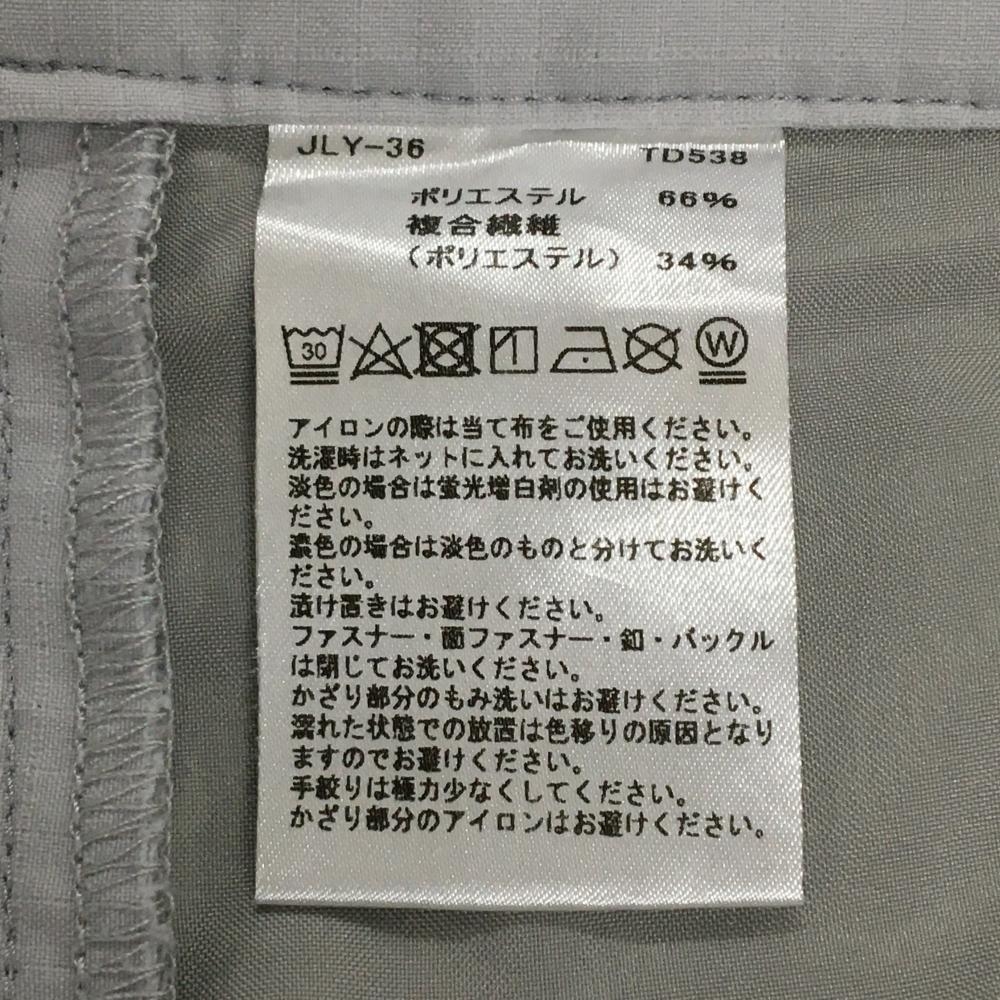 JLY-36 TD538
ポリエステル 66%
複合繊維
(ポリエステル) 34%
30 W
アイロンの際は当て布をご使用ください。
洗濯時はネットに入れてお洗いください。
淡色の場合は蛍光増白剤の使用はお避けく
ださい。
濃色の場合は淡色のものと分けてお洗いく
ださい。
漬け置きはお避けください。
ファスナー・面ファスナー・釦・バックル
は閉じてお洗いください。
かざり部分のもみ洗いはお避けください。
濡れた状態での放置は色移りの原因となり
ますのでお避けください。
手絞りは極力少なくしてください。
かざり部分のアイロンはお避けください。